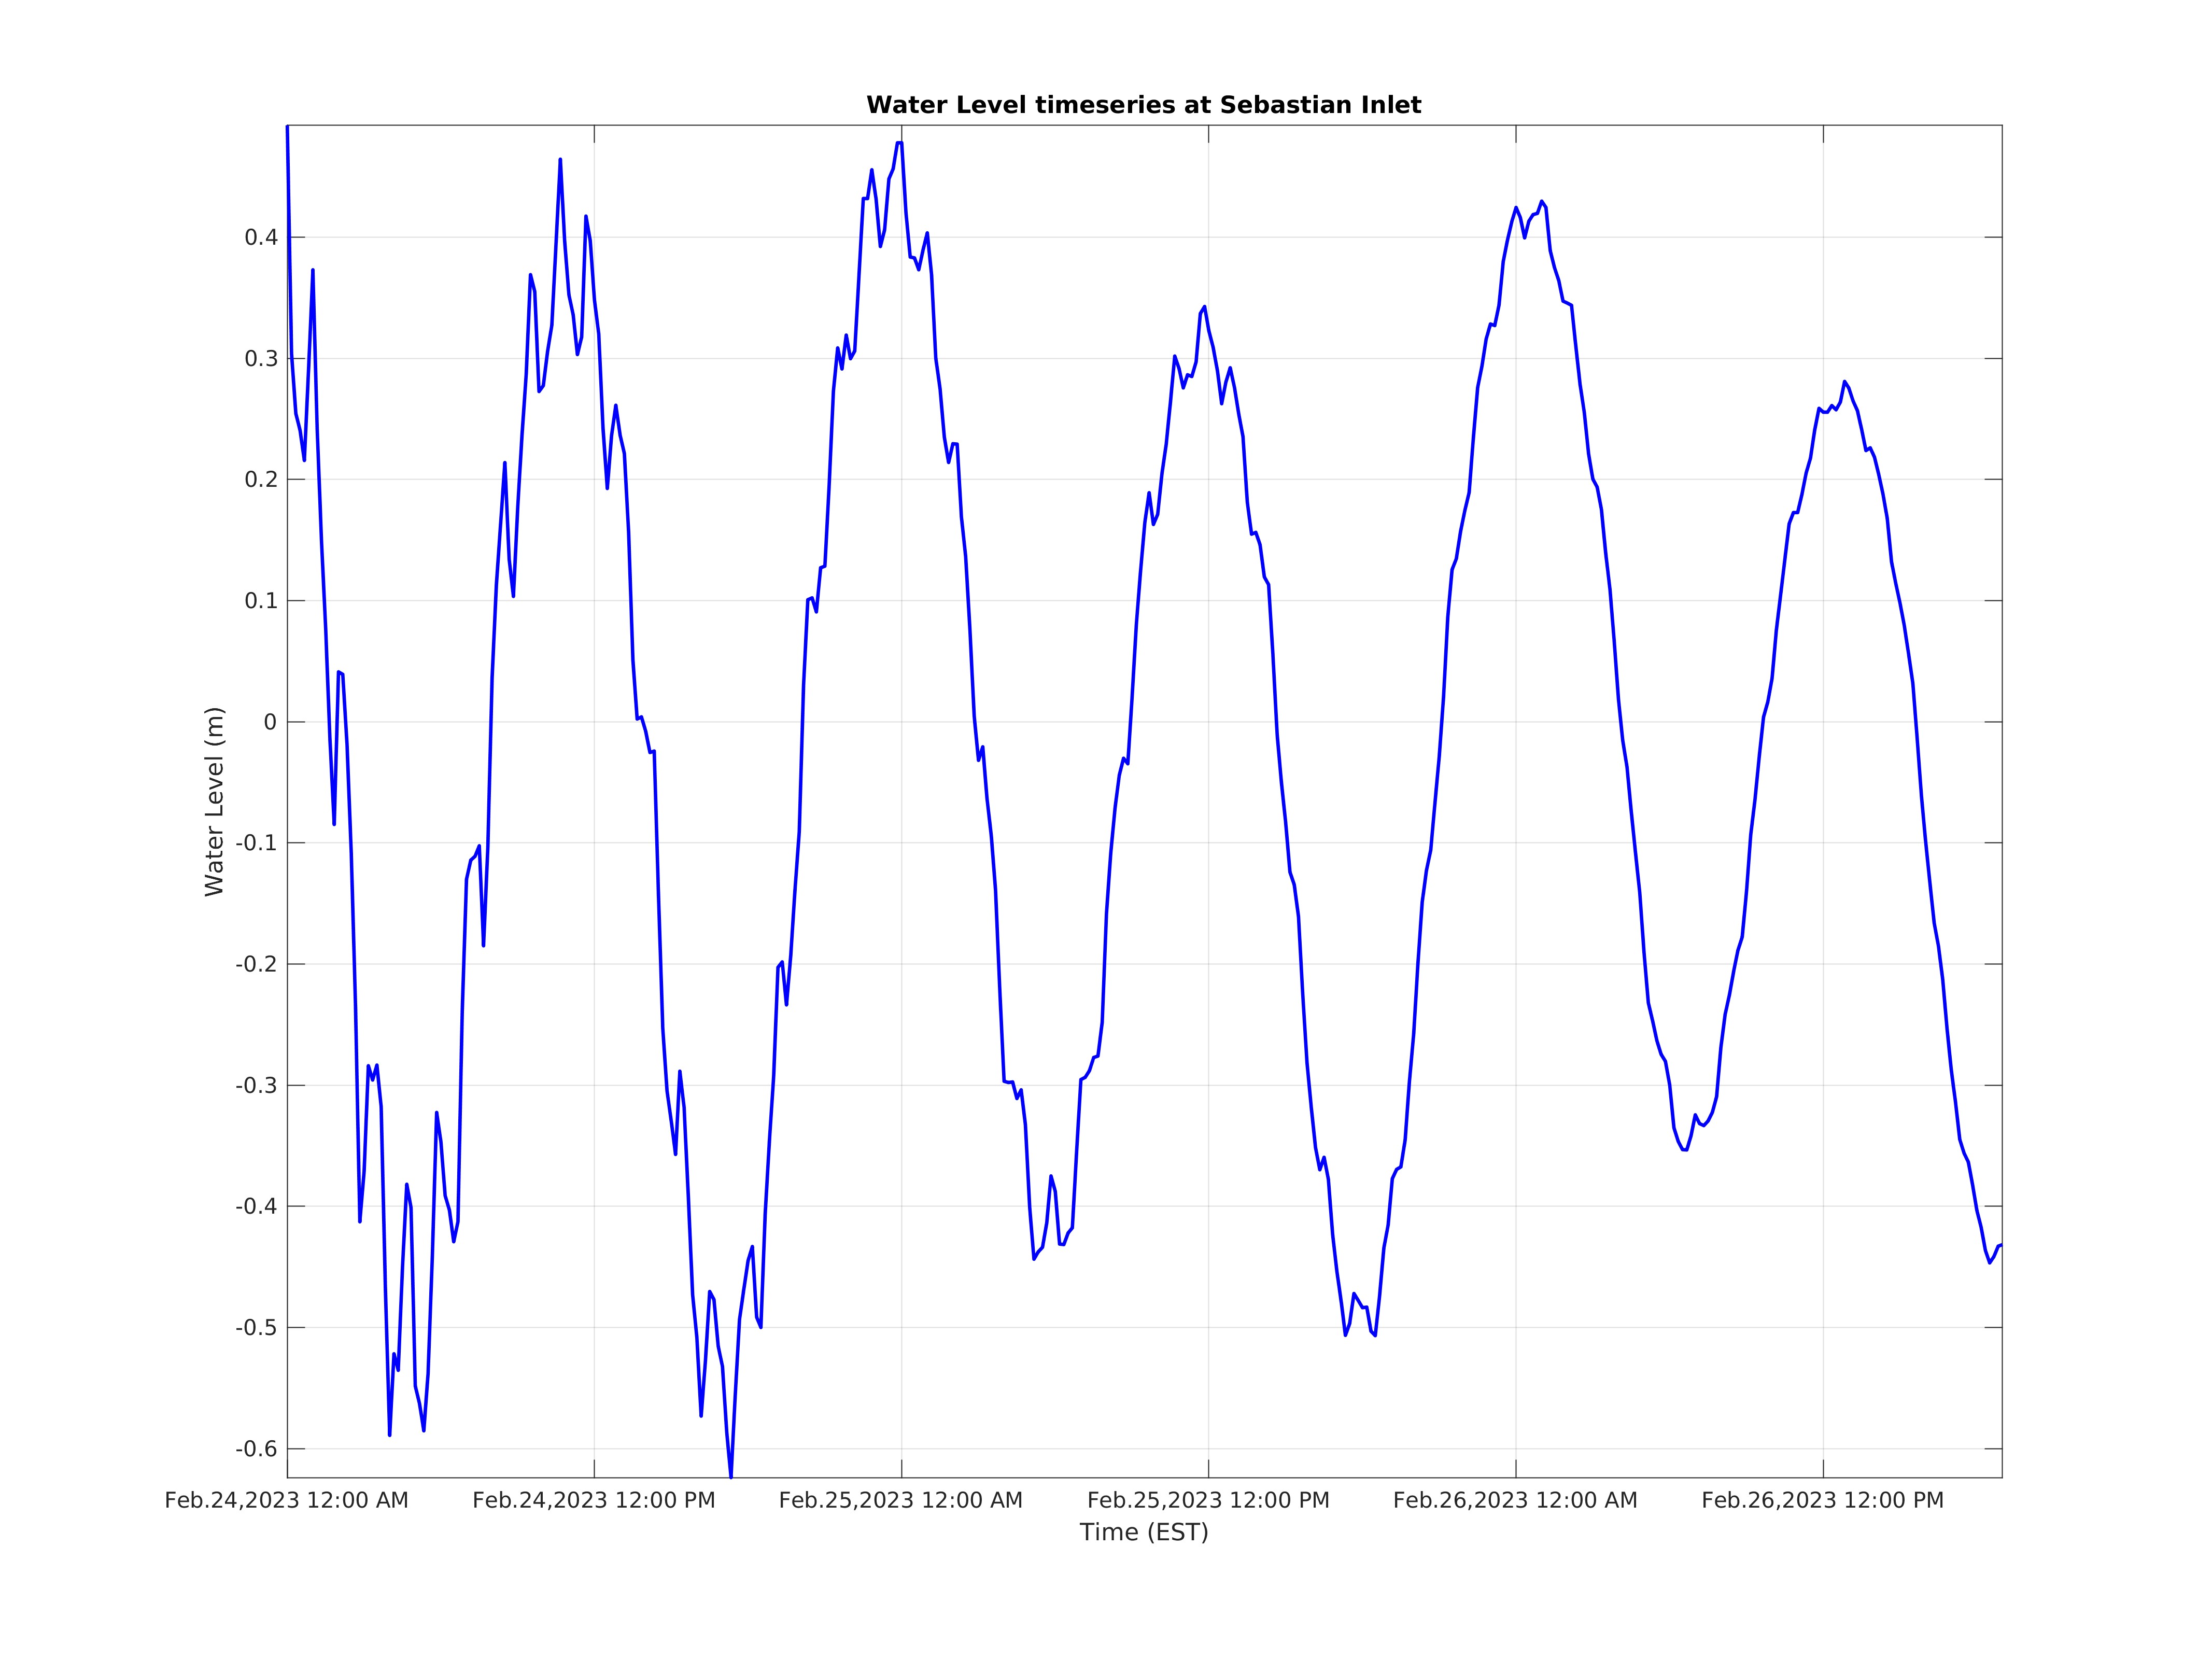 Water Level timeseries at Sebastian Inlet
0.4
0.3
0.2
0.1
0
-0.1
-0.2
-0.3
-0.4
-0.5
-0.6
Water Level (m)
Feb.24,2023 12:00 AM Feb.24,2023 12:00 PM Feb.25,2023 12:00 AM Feb.25,2023 12:00 PM Feb.26,2023 12:00 AM Feb.26,2023 12:00 PM
Time (EST)